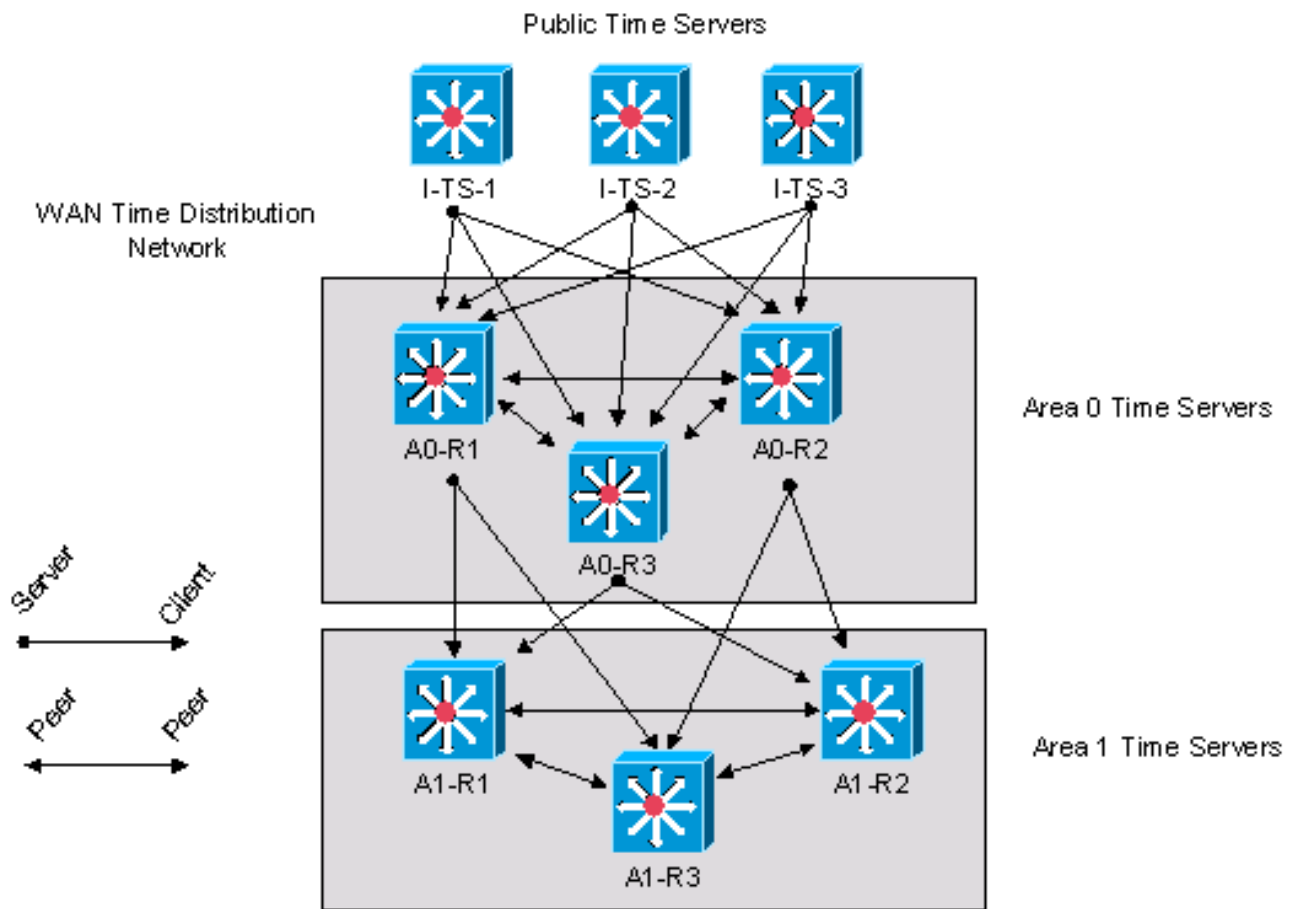 Public Time Servers
I-TS-1
I-TS-2
I-TS-3
WAN Time Distribution
Network
A0-R1
A0-R2
Area 0 Time Servers
A0-R3
Server
Client
Peer
Peer
A1-R1
A1-R2
Area 1 Time Servers
A1-R3